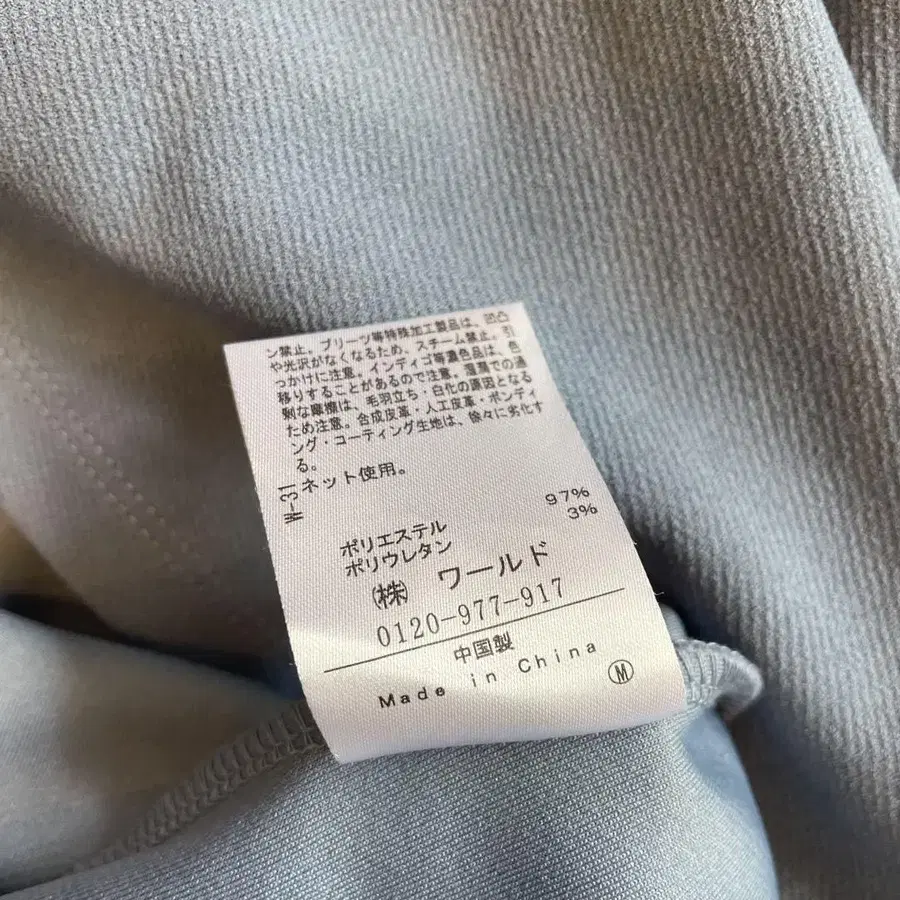 ン禁止。プリーツ等特殊加工製品は、凹凸
や光沢がなくなるため、スチーム禁止。引
っかけに注意。インディゴ等濃色品は、色
移りすることがあるので注意。湿潤での過
剰な摩擦は、毛羽立ち・白化の原因となる
ため注意。合成皮革・人工皮革・ボンディ
ング・コーティング生地は、徐々に劣化す
る。
ネット使用。
W-31
ポリエステル 97%
ポリウレタン 3%
(株) ワールド
0120-977-917
中国製
Made in China
Ⓜ